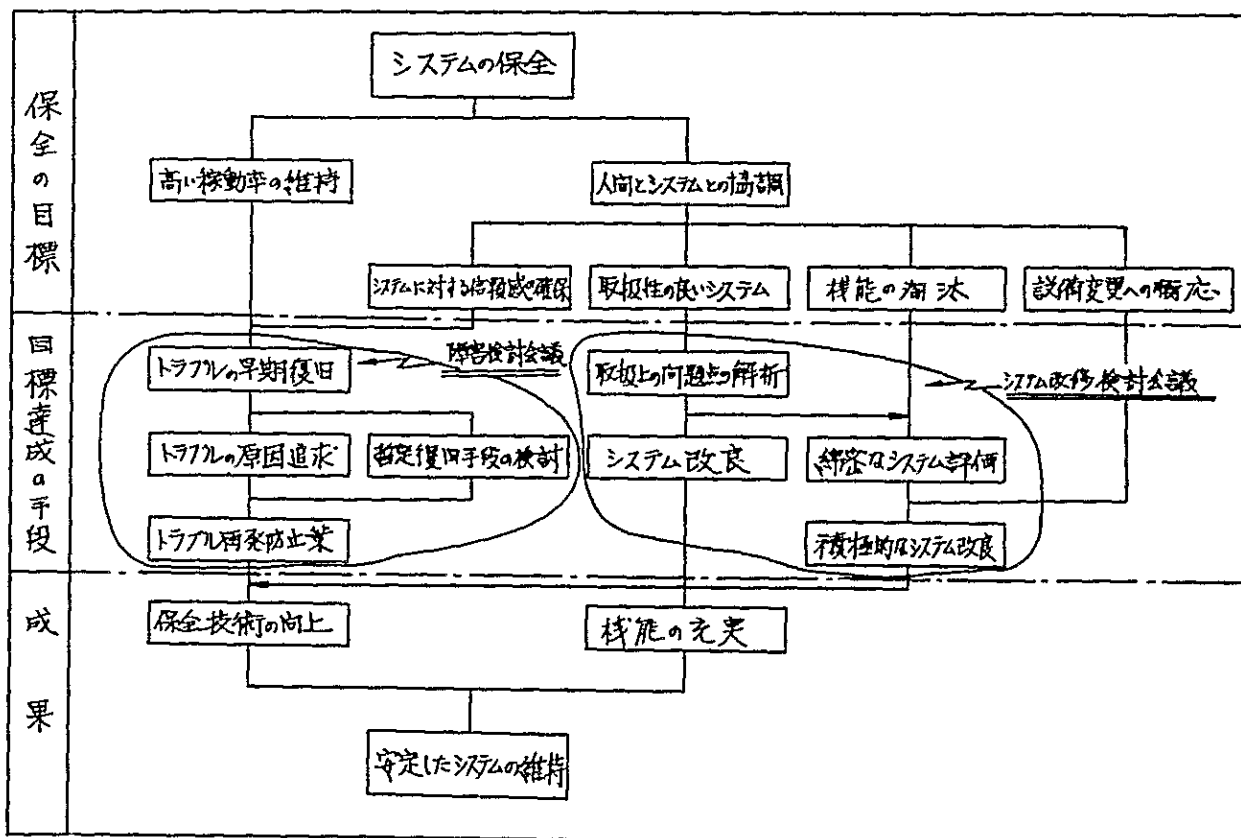 保全の目標
システムの保全
高い稼動率の維持
人間とシステムとの協調
システムに対する信頼感の確保
取扱性の良いシステム
機能の淘汰
設備変更への順応
目標達成の手段
トラブルの早期復旧
障害検討会議
取扱上の問題点の解析
システム改修検討会議
トラブルの原因追求
暫定復旧手段の検討
システム改良
綿密なシステム評価
トラブル再発防止策
積極的なシステム改良
成果
保全技術の向上
機能の充実
安定したシステムの維持